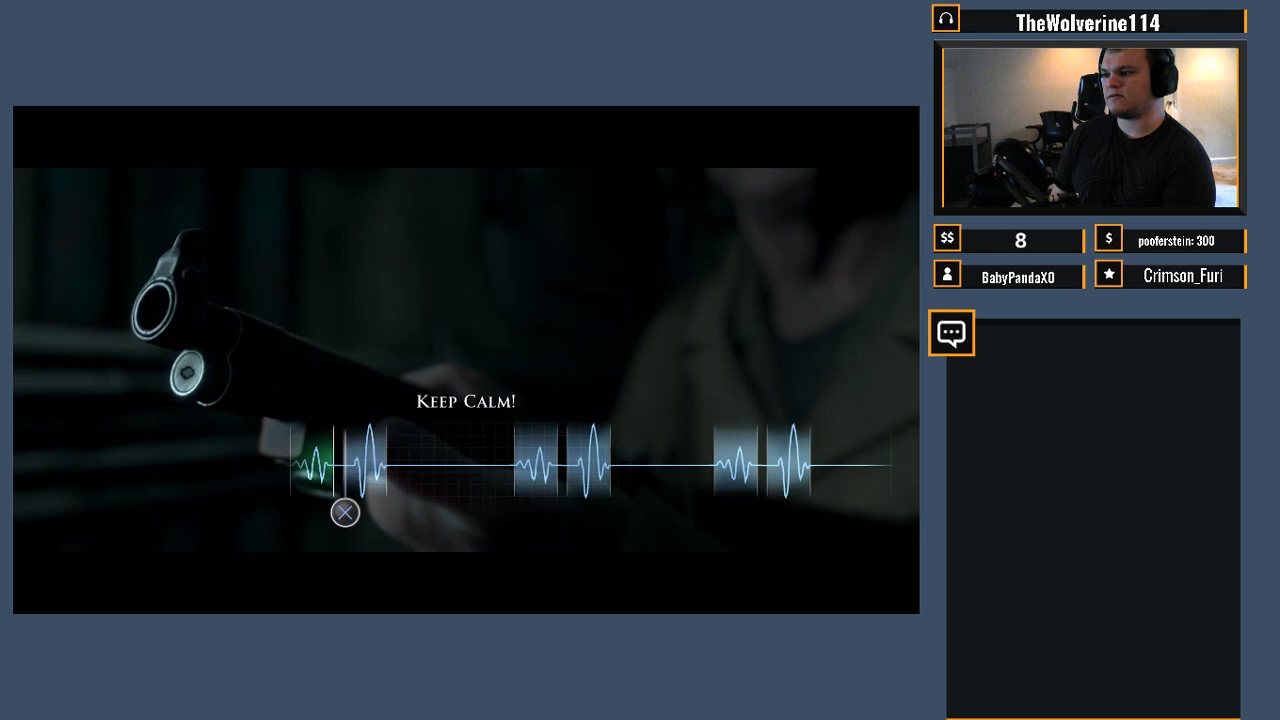 TheWolverine114
KEEP CALM!
$$
8
$
pooferstein: 300
BabyPandaXO
Crimson_Furi